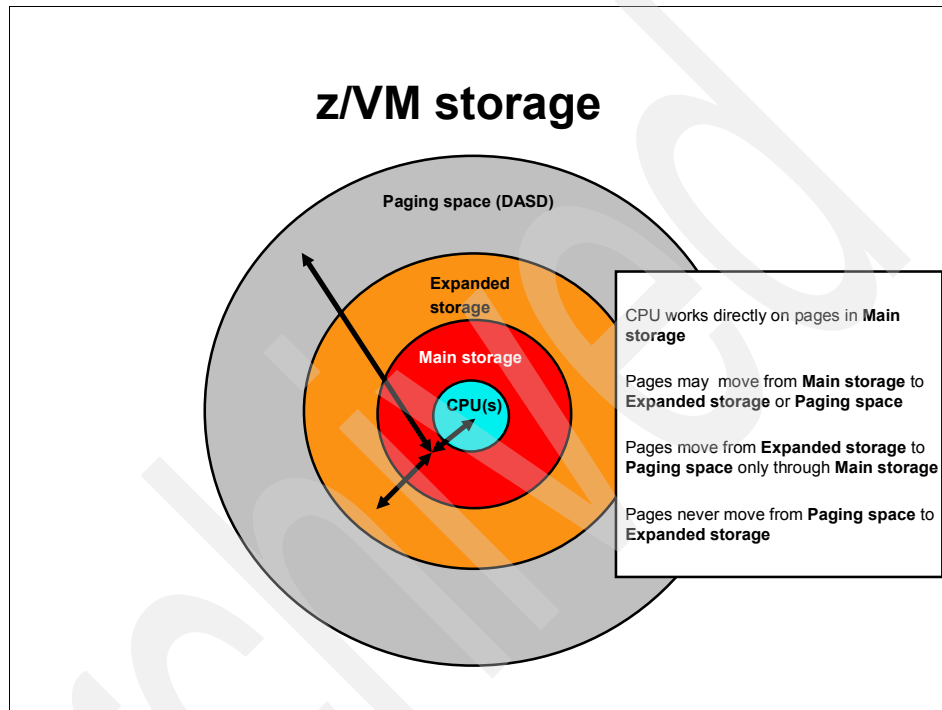 z/VM storage
Paging space (DASD)
Expanded
storage
Main storage
CPU(s)
CPU works directly on pages in Main
storage
Pages may move from Main storage to
Expanded storage or Paging space
Pages move from Expanded storage to
Paging space only through Main storage
Pages never move from Paging space to
Expanded storage